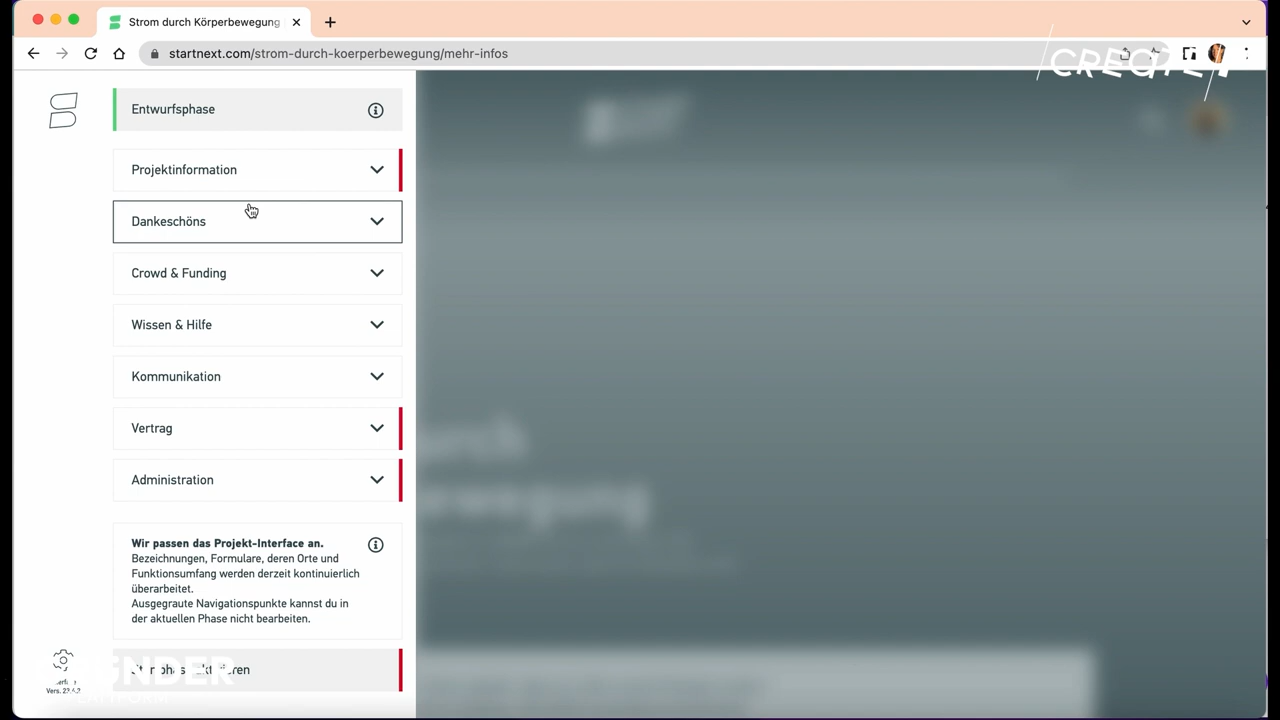 Strom durch Körperbewegung
startnext.com/strom-durch-koerperbewegung/mehr-infos
CREATE
Entwurfsphase
Projektinformation
Dankeschöns
Crowd & Funding
Wissen & Hilfe
Kommunikation
Vertrag
Administration
Wir passen das Projekt-Interface an.
Bezeichnungen, Formulare, deren Orte und
Funktionsumfang werden derzeit kontinuierlich
überarbeitet.
Ausgegraute Navigationspunkte kannst du in
der aktuellen Phase nicht bearbeiten.